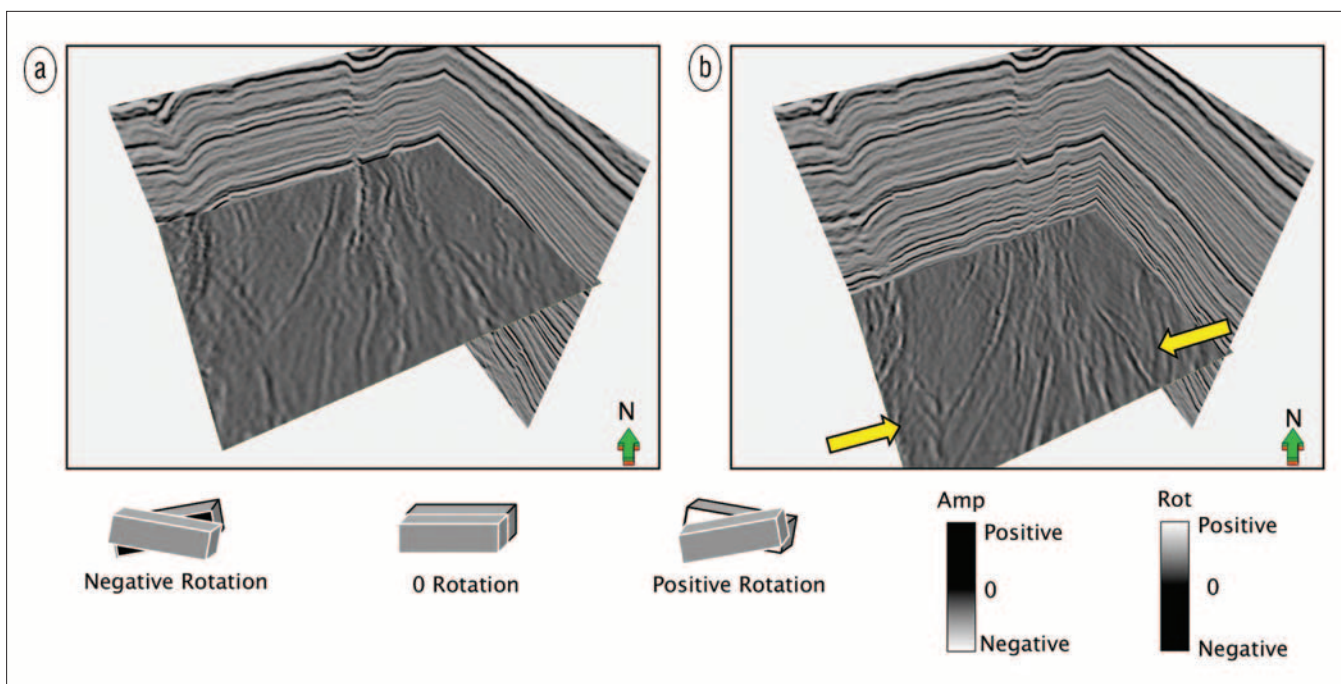 a
b
N
N
Negative Rotation
0 Rotation
Positive Rotation
Amp
Positive
0
Negative
Rot
Positive
0
Negative